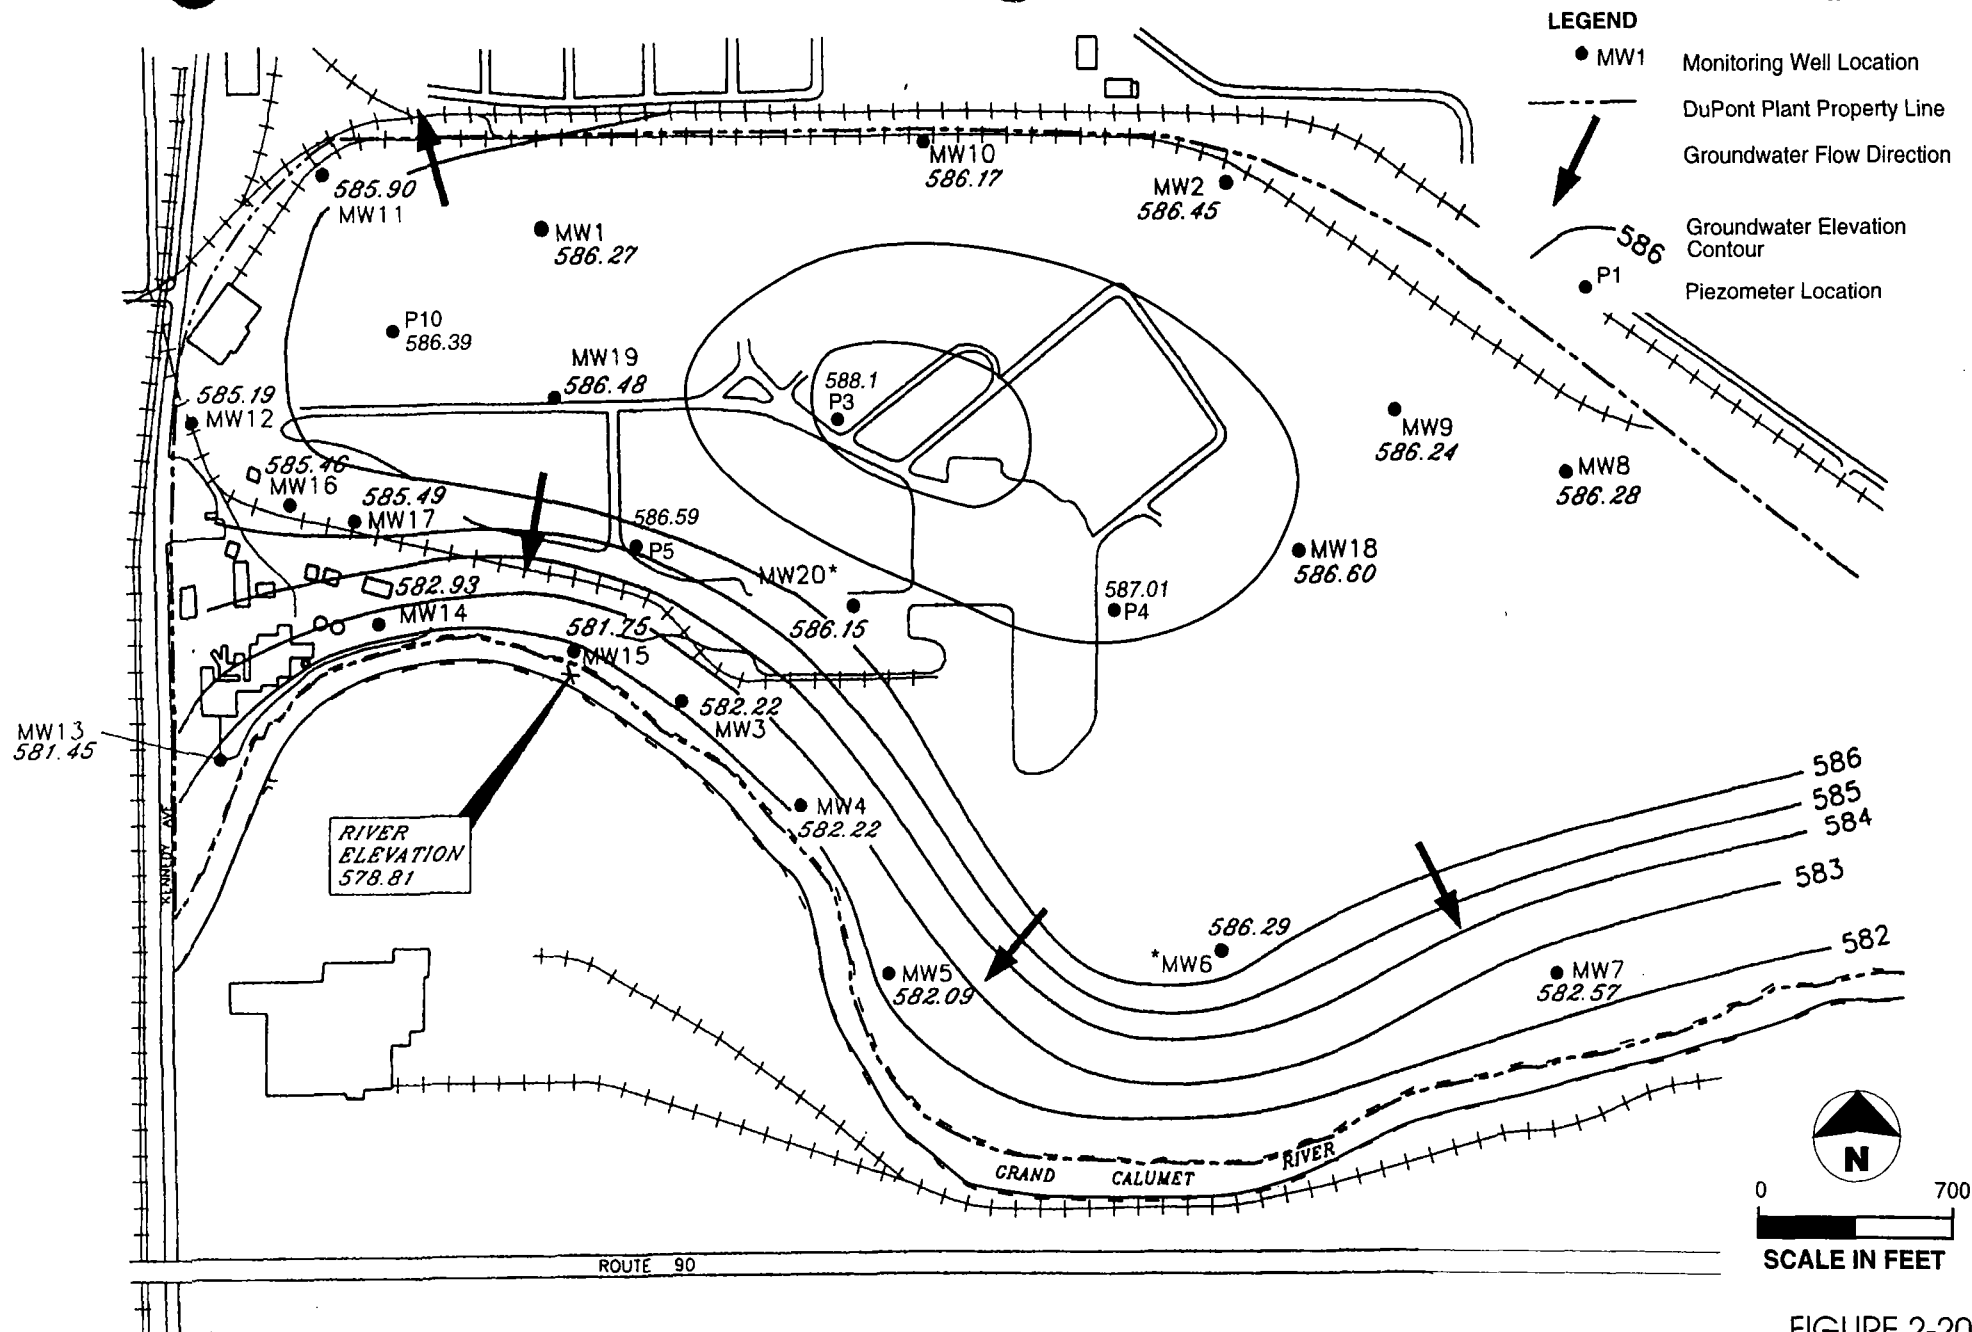 LEGEND
MW1
Monitoring Well Location
DuPont Plant Property Line
Groundwater Flow Direction
586
Groundwater Elevation
Contour
P1
Piezometer Location
MW10
586.17
MW2
586.45
585.90
MW11
MW1
586.27
P10
586.39
MW19
586.48
588.1
P3
585.19
MW12
MW9
586.24
MW8
586.28
585.46
MW16
585.49
MW17
586.59
P5
MW18
586.60
MW20*
586.15
587.01
P4
582.93
MW14
581.75
MW15
582.22
MW3
MW13
581.45
MW4
582.22
RIVER
ELEVATION
578.81
KENNEDY AVE
586
585
584
583
582
586.29
*MW6
MW5
582.09
MW7
582.57
GRAND CALUMET RIVER
N
0 700
SCALE IN FEET
ROUTE 90
FIGURE 2-20